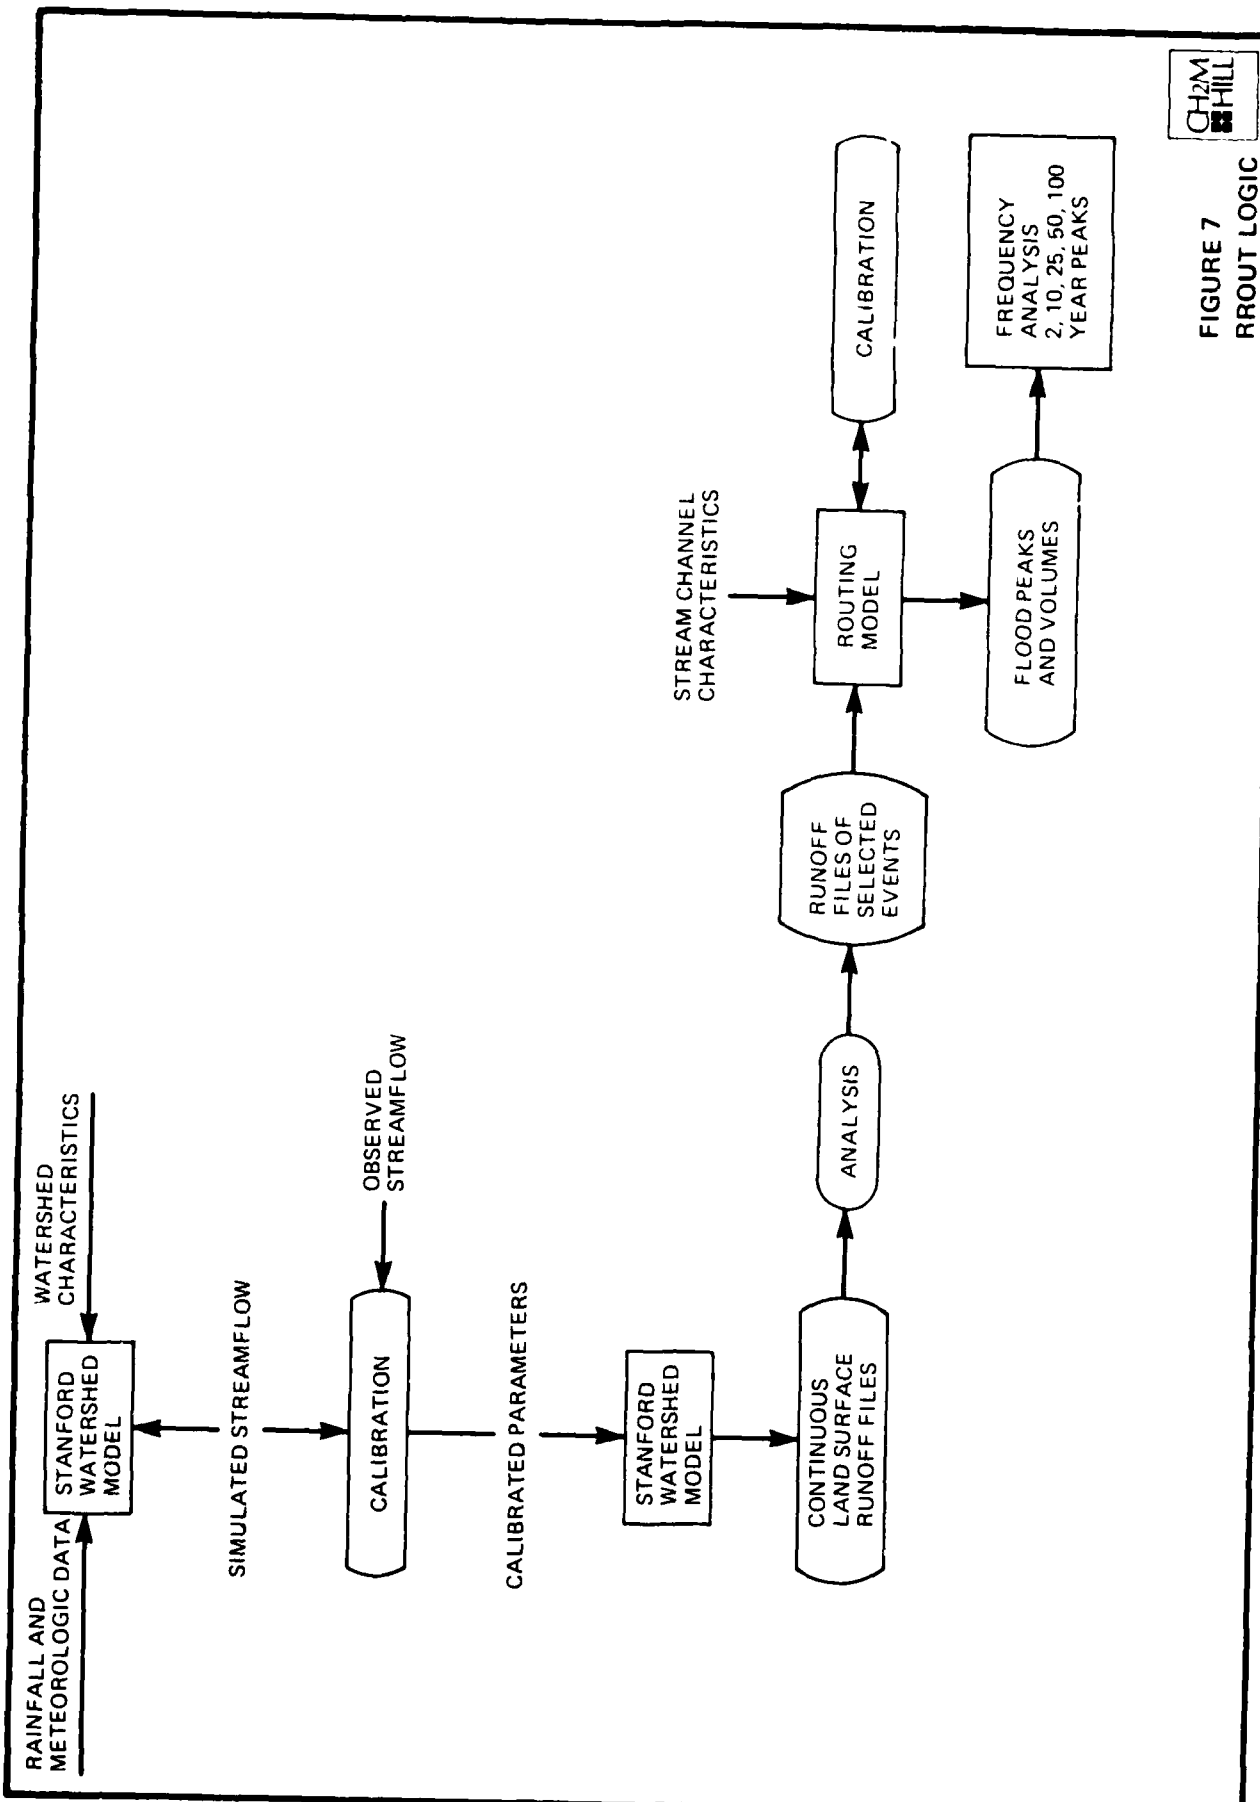 RAINFALL AND
METEOROLOGIC DATA
STANFORD
WATERSHED
MODEL
WATERSHED
CHARACTERISTICS
SIMULATED STREAMFLOW
CALIBRATION
OBSERVED
STREAMFLOW
CALIBRATED PARAMETERS
STANFORD
WATERSHED
MODEL
CONTINUOUS
LAND SURFACE
RUNOFF FILES
ANALYSIS
RUNOFF
FILES OF
SELECTED
EVENTS
STREAM CHANNEL
CHARACTERISTICS
ROUTING
MODEL
CALIBRATION
FLOOD PEAKS
AND VOLUMES
FREQUENCY
ANALYSIS
2, 10, 25, 50, 100
YEAR PEAKS
CH2M
HILL
FIGURE 7
RROUT LOGIC